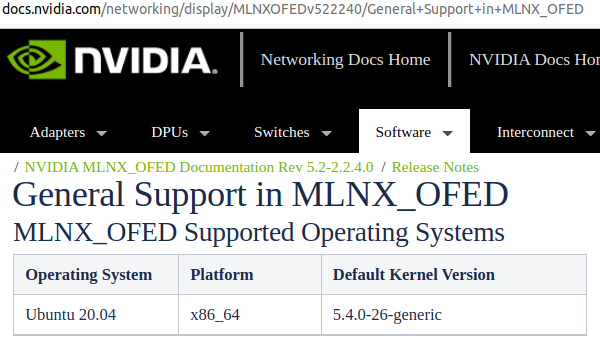 docs.nvidia.com/networking/display/MLNXOFEDv522240/General+Support+in+MLNX_OFED
NVIDIA. Networking Docs Home NVIDIA Docs Hom
Adapters DPUs Switches Software Interconnect
/ NVIDIA MLNX_OFED Documentation Rev 5.2-2.2.4.0 / Release Notes
General Support in MLNX_OFED
MLNX_OFED Supported Operating Systems
Operating System Platform Default Kernel Version
Ubuntu 20.04 x86_64 5.4.0-26-generic